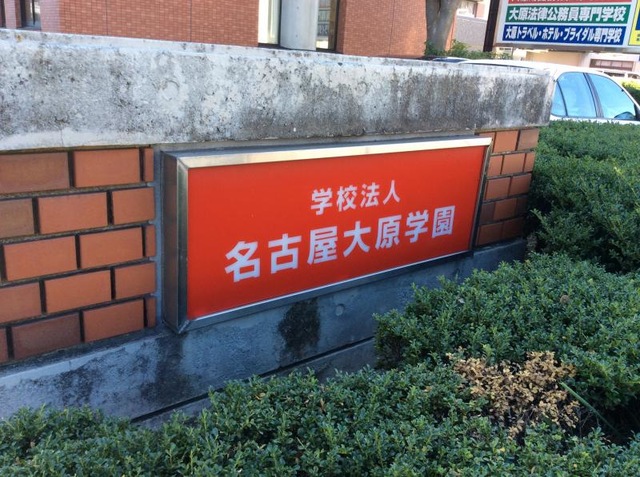 大原法律公務員専門学校
大原トラベル・ホテル・ブライダル専門学校
学校法人
名古屋大原学園